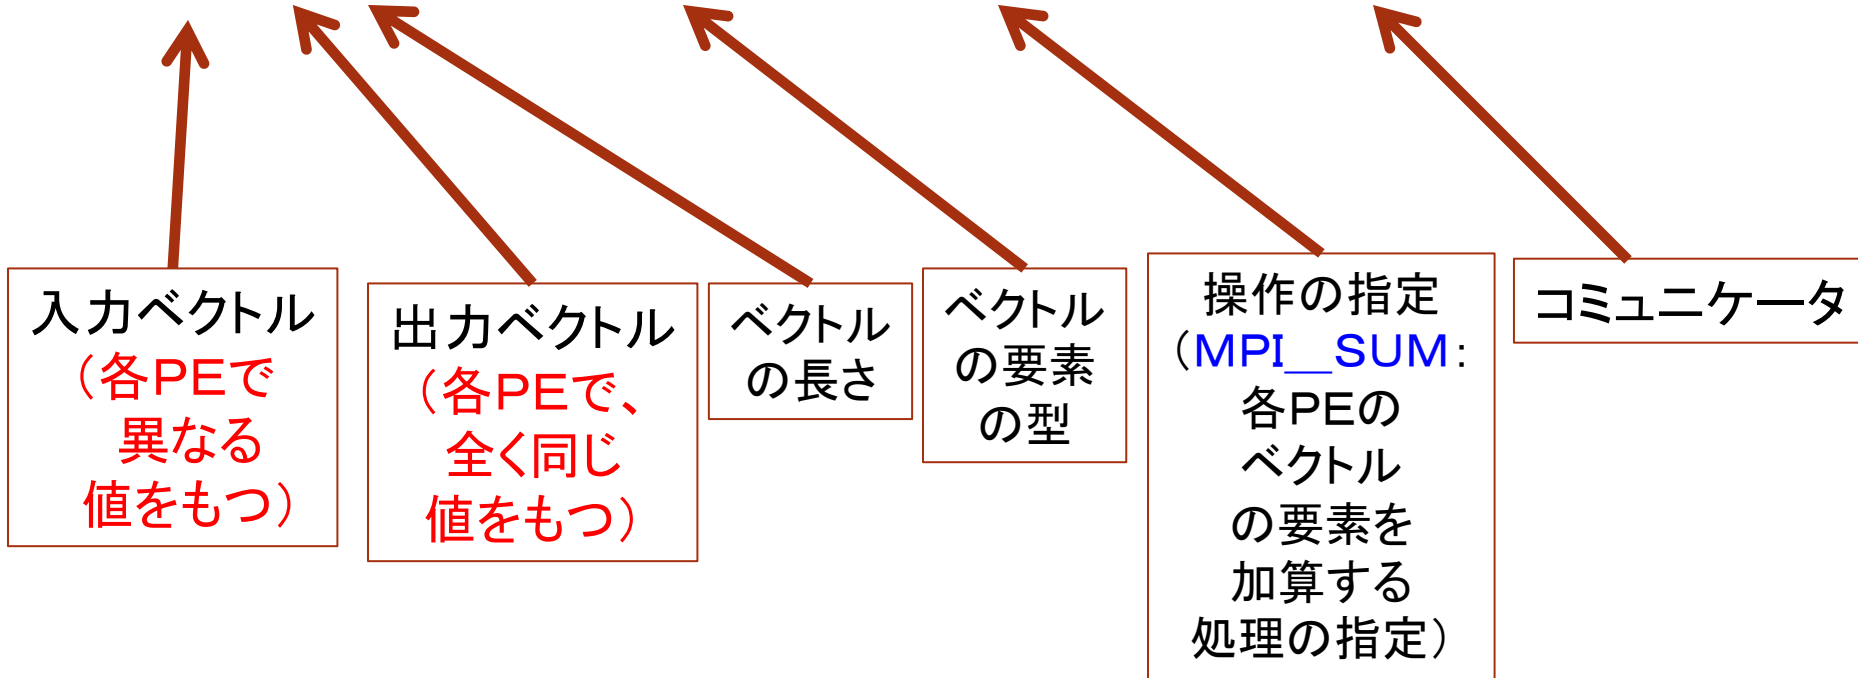 入力ベクトル
（各PEで
異なる
値をもつ）
出力ベクトル
（各PEで、
全く同じ
値をもつ）
ベクトル
の長さ
ベクトル
の要素
の型
操作の指定
（ＭＰＩ＿ＳＵＭ：
各PEの
ベクトル
の要素を
加算する
処理の指定）
コミュニケータ